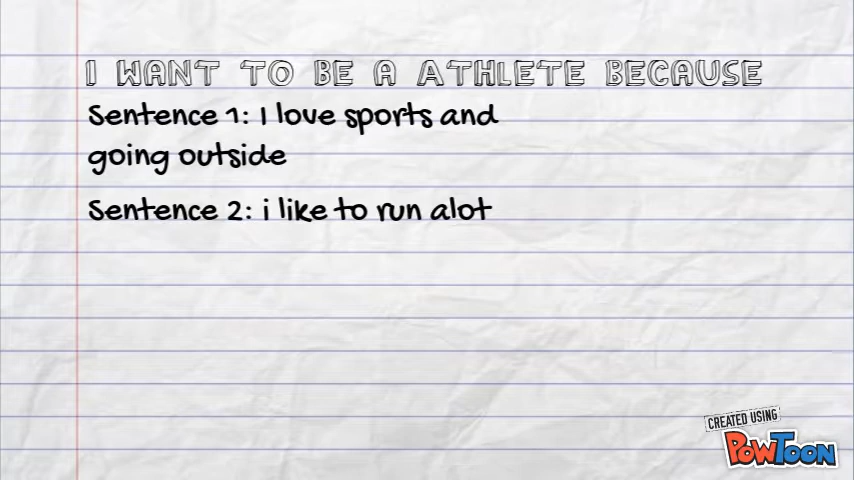 I WANT TO BE A ATHLETE BECAUSE
Sentence 1: I love sports and
going outside
Sentence 2: i like to run alot
CREATED USING
POWTOON